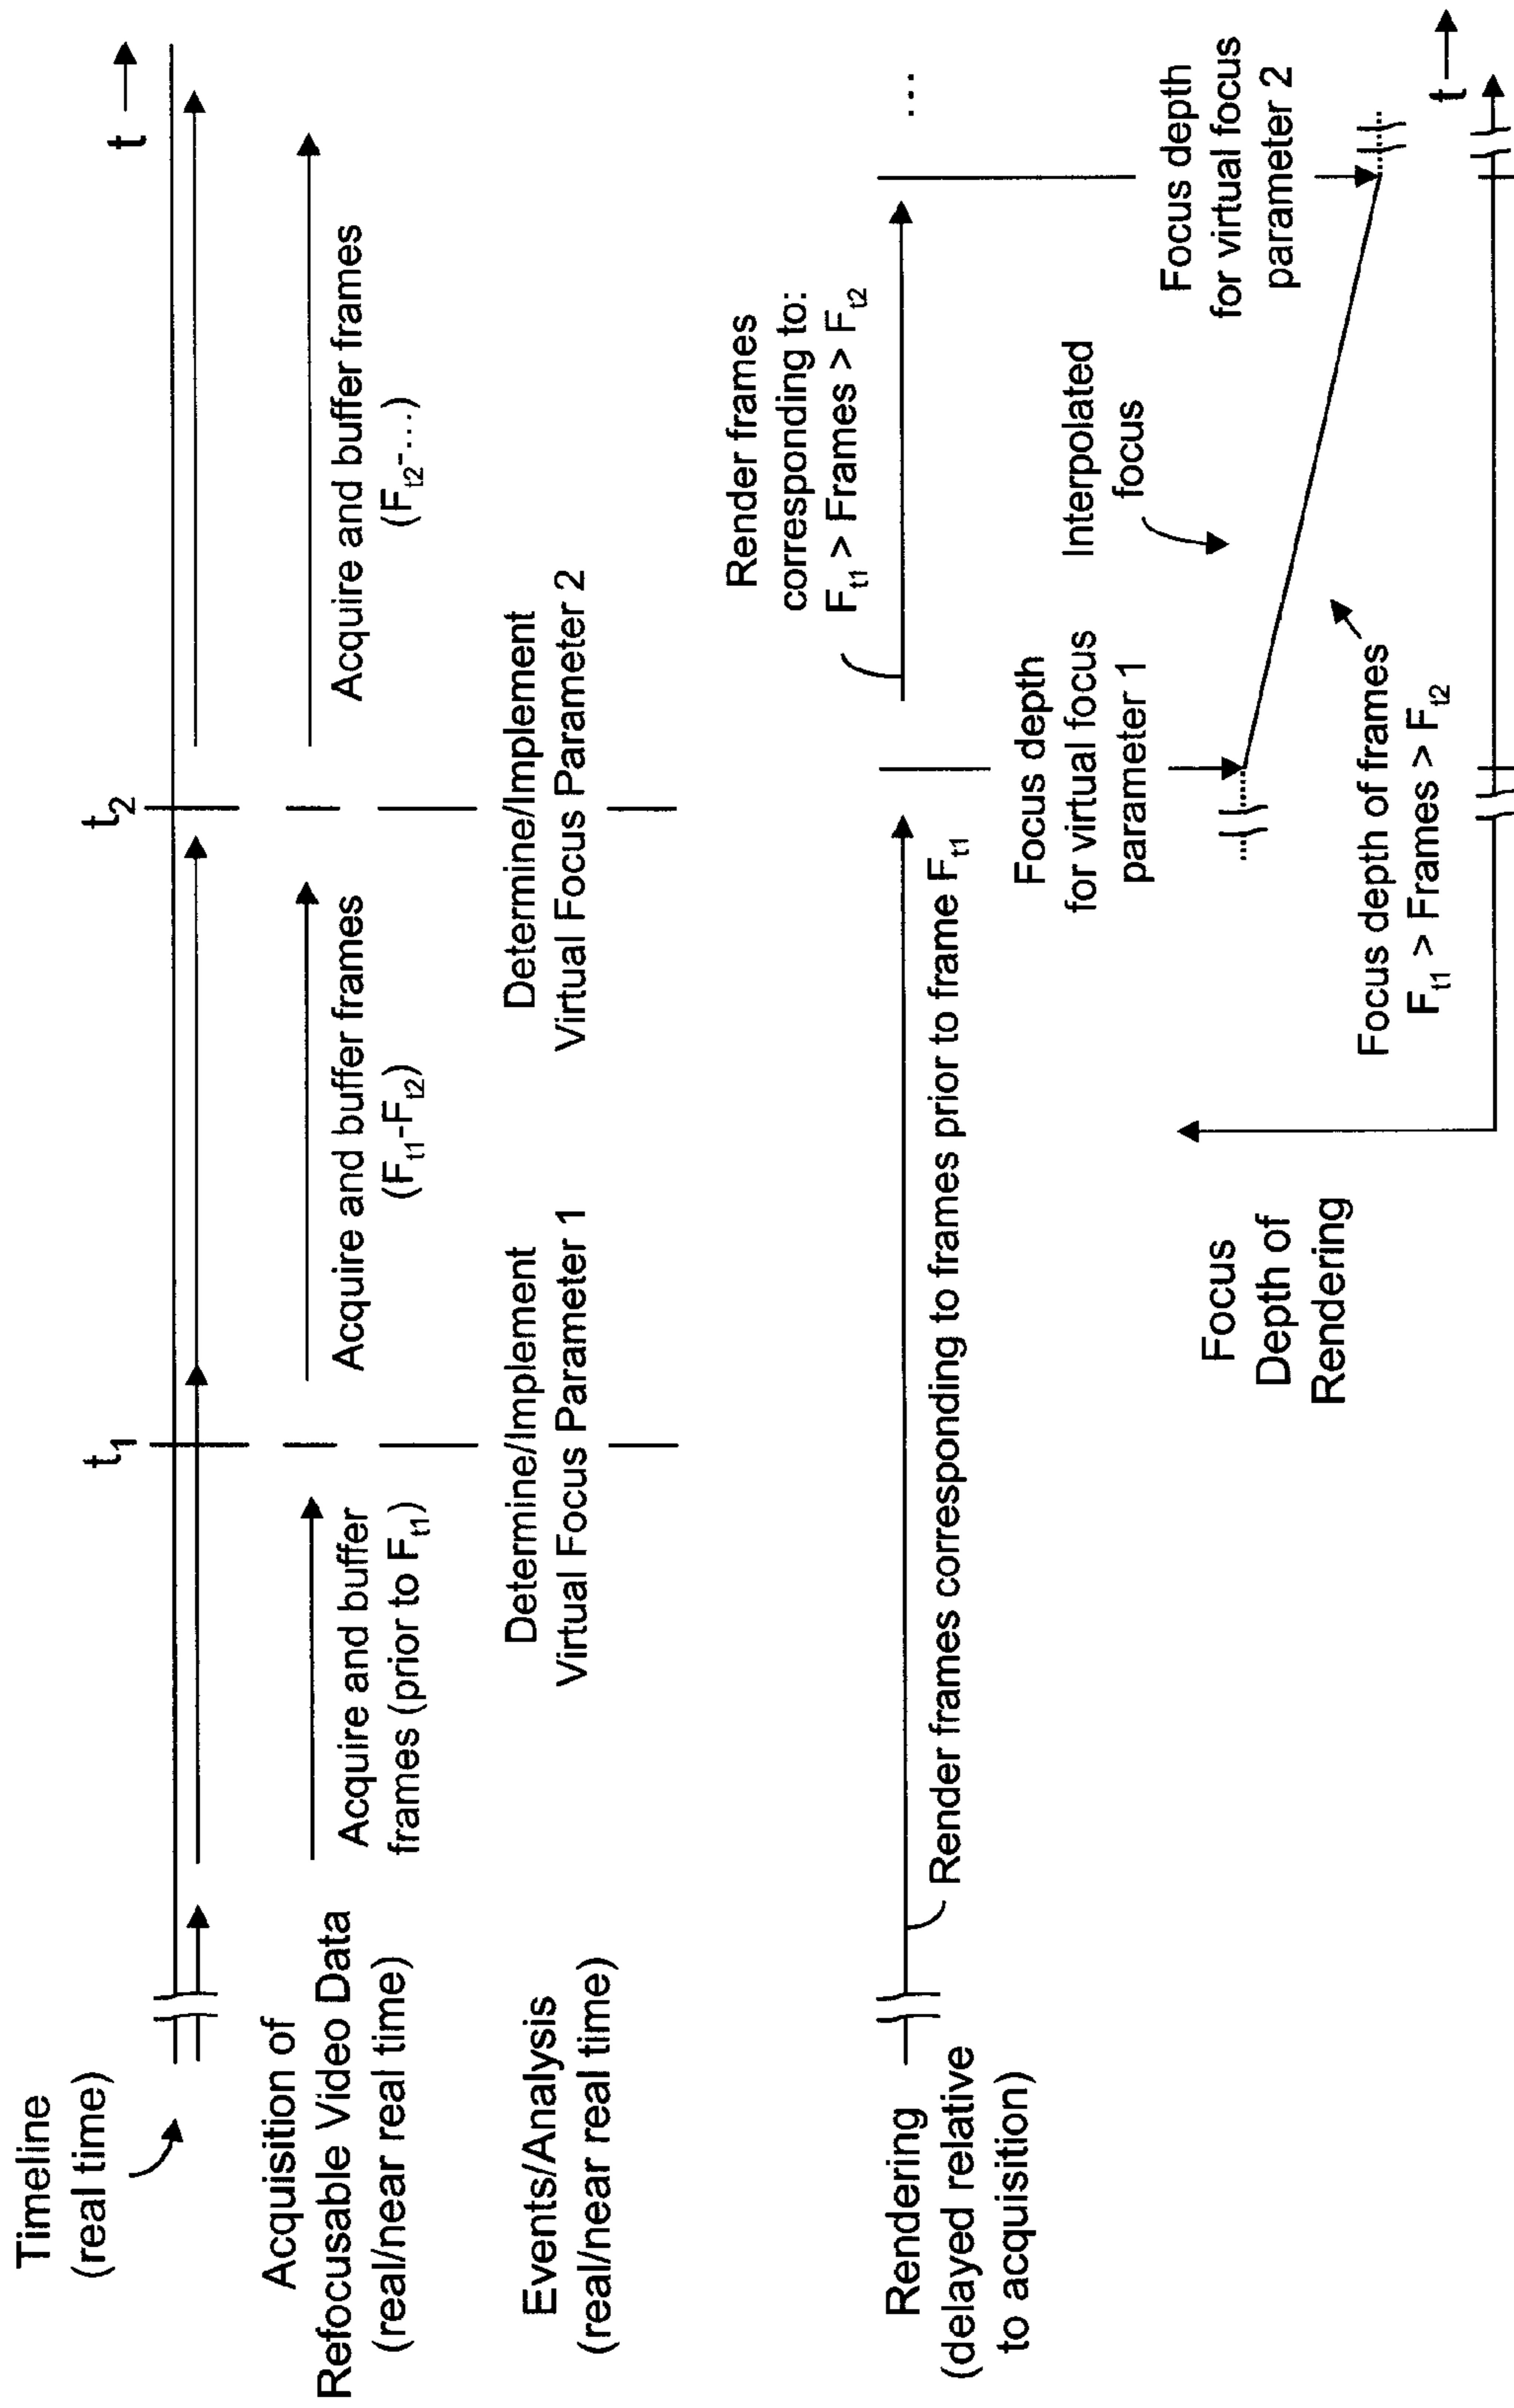 Timeline
(real time)
t
t1
t2
Acquisition of
Refocusable Video Data
(real/near real time)
Acquire and buffer
frames (prior to Ft1)
Acquire and buffer frames
(Ft1-Ft2)
Acquire and buffer frames
(Ft2-...)
Events/Analysis
(real/near real time)
Determine/Implement
Virtual Focus Parameter 1
Determine/Implement
Virtual Focus Parameter 2
Rendering
(delayed relative
to acquisition)
Render frames corresponding to frames prior to frame Ft1
Render frames
corresponding to:
Ft1 > Frames > Ft2
...
Focus depth
for virtual focus
parameter 1
Interpolated
focus
Focus depth
for virtual focus
parameter 2
Focus
Depth of
Rendering
Focus depth of frames
Ft1 > Frames > Ft2
t